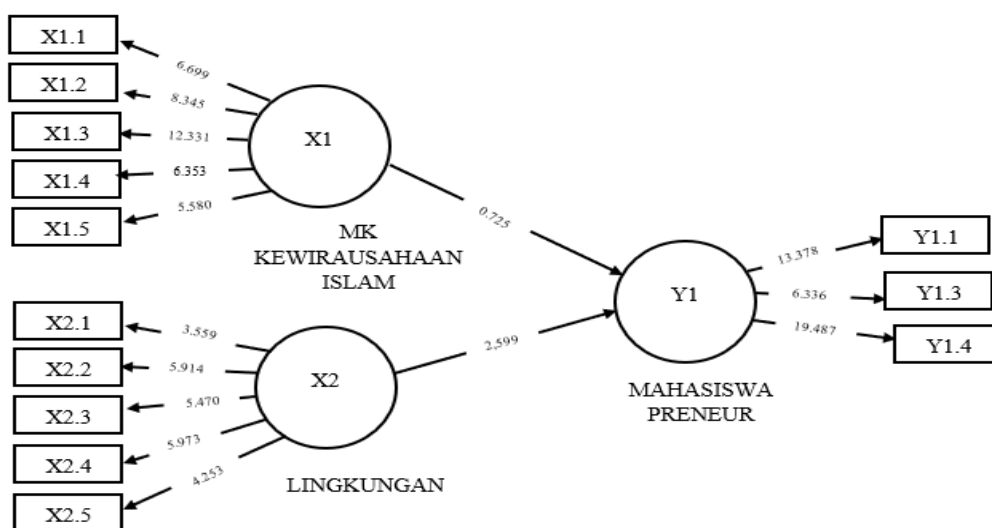 X1.1
X1.2
X1.3
X1.4
X1.5
6.699
8.345
12.331
6.353
5.580
X1
MK
KEWIRAUSAHAAN
ISLAM
0.725
X2.1
X2.2
X2.3
X2.4
X2.5
3.559
5.914
5.470
5.973
4.253
X2
LINGKUNGAN
2,599
Y1
MAHASISWA
PRENEUR
13.378
6.336
19.487
Y1.1
Y1.3
Y1.4